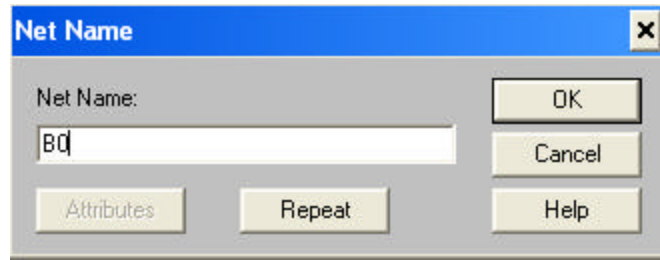 Net Name
Net Name:
OK
B0
Cancel
Attributes
Repeat
Help